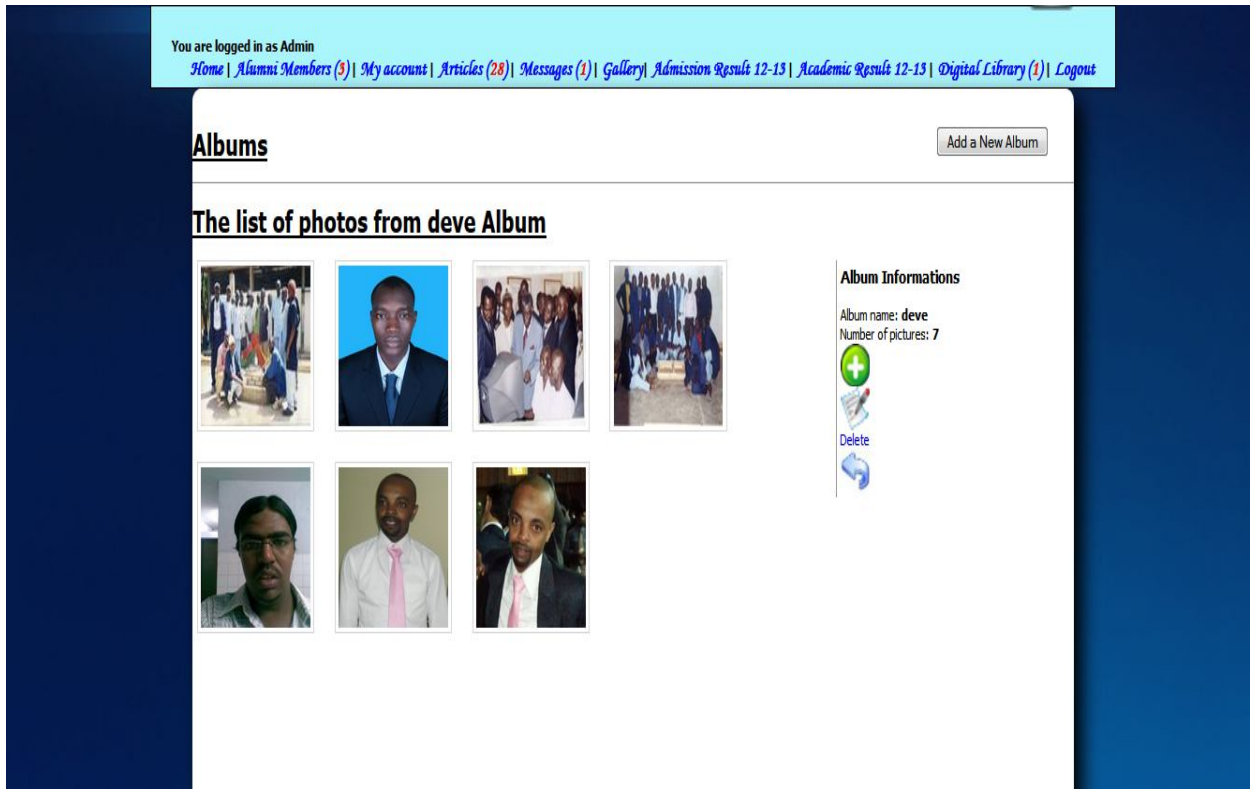 You are logged in as Admin
Home | Alumni Members (3) | My account | Articles (28) | Messages (1) | Gallery| Admission Result 12-13 | Academic Result 12-13 | Digital Library (1) | Logout
Albums
Add a New Album
The list of photos from deve Album
Album Informations
Album name: deve
Number of pictures: 7
Delete